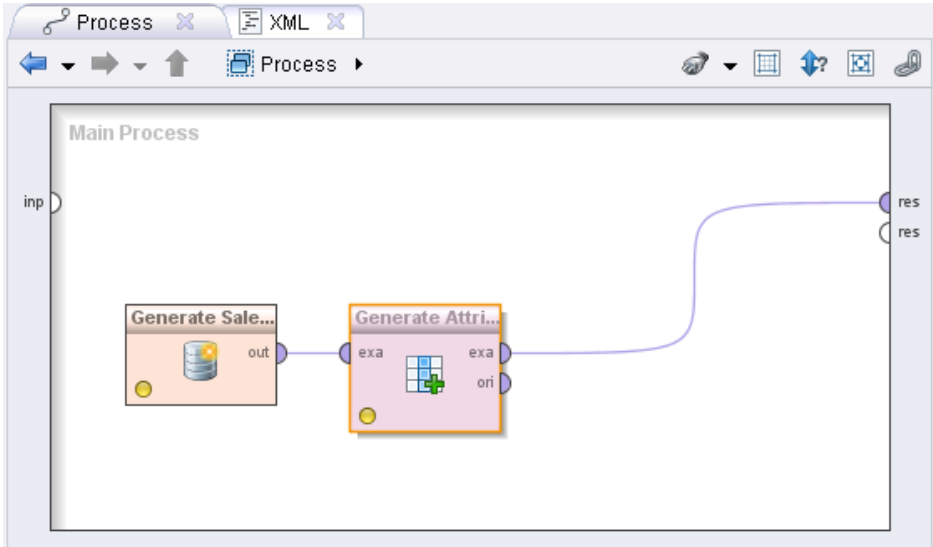 Process XML
Process
Main Process
inp
res
res
Generate Sale...
Generate Attri...
out
exa
exa
ori